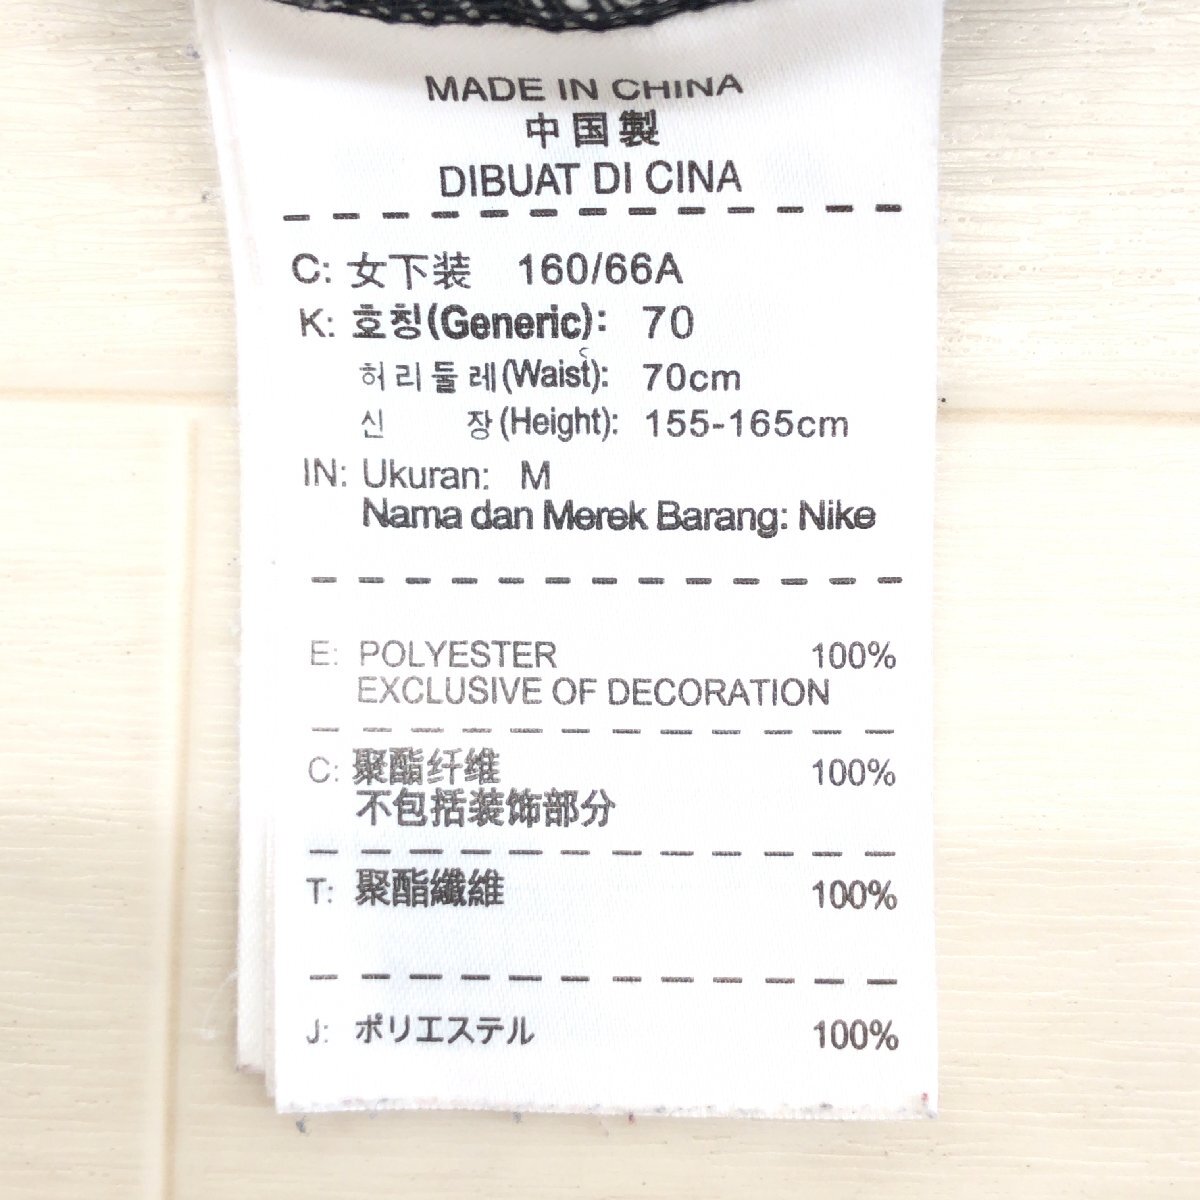 MADE IN CHINA
中国製
DIBUAT DI CINA
C: 女下装 160/66A
K: 호칭(Generic): 70
허리둘레(Waist): 70cm
신 장(Height): 155-165cm
IN: Ukuran: M
Nama dan Merek Barang: Nike
E: POLYESTER 100%
EXCLUSIVE OF DECORATION
C: 聚酯纤维 100%
不包括装饰部分
T: 聚酯纖維 100%
J: ポリエステル 100%